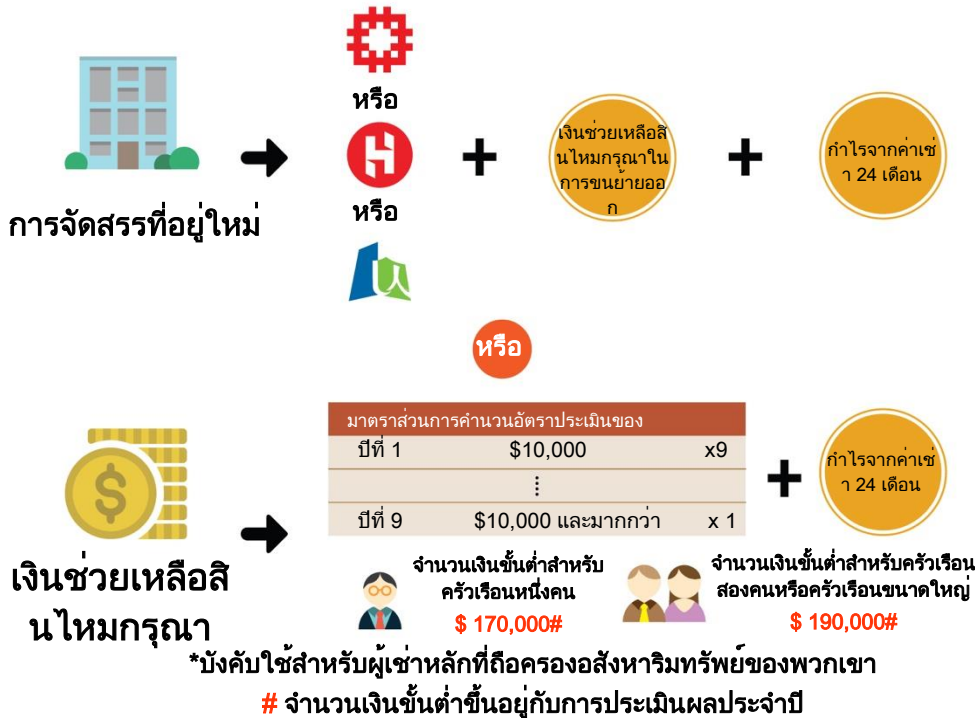 หรือ
หรือ
เงินช่วยเหลือสิ
นไหมกรุณาใน
การขนย้ายออ
ก
กำไรจากค่าเช่
า 24 เดือน
การจัดสรรที่อยู่ใหม่
หรือ
มาตราส่วนการคำนวนอัตราประเมินของ
ปีที่ 1 $10,000 x9
ปีที่ 9 $10,000 และมากกว่า x 1
กำไรจากค่าเช่
า 24 เดือน
เงินช่วยเหลือสิ
นไหมกรุณา
จำนวนเงินขั้นต่ำสำหรับ
ครัวเรือนหนึ่งคน
$ 170,000#
จำนวนเงินขั้นต่ำสำหรับครัวเรือน
สองคนหรือครัวเรือนขนาดใหญ่
$ 190,000#
*บังคับใช้สำหรับผู้เช่าหลักที่ถือครองอสังหาริมทรัพย์ของพวกเขา
# จำนวนเงินขั้นต่ำขึ้นอยู่กับการประเมินผลประจำปี